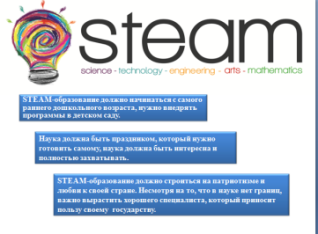 steam
science - technology - engineering - arts - mathematics
STEAM-образование должно начинаться с самого
раннего дошкольного возраста, нужно внедрить
программы в детском саду.
Наука должна быть праздником, который нужно
готовить самому, наука должна быть интересна и
полностью захватывать.
STEAM-образование должно строиться на патриотизме и
любви к своей стране. Несмотря на то, что в науке нет границ,
важно вырастить хорошего специалиста, который приносит
пользу своему государству.